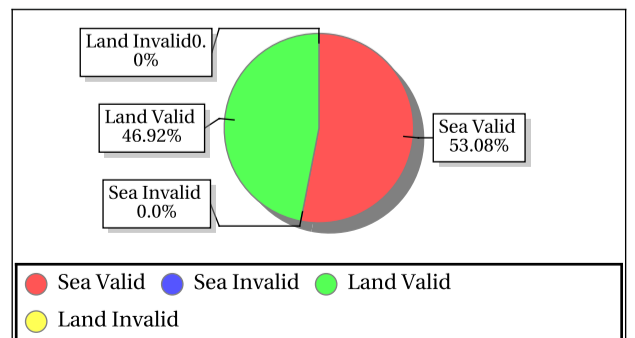 Land Invalid0.
0%
Land Valid
46.92%
Sea Valid
53.08%
Sea Invalid
0.0%
Sea Valid Sea Invalid Land Valid
Land Invalid